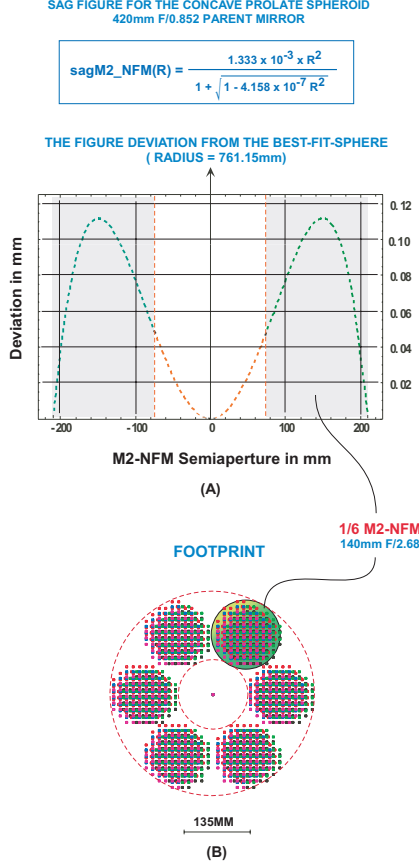 SAG FIGURE FOR THE CONCAVE PROLATE SPHEROID
420mm F/0.852 PARENT MIRROR
sagM2_NFM(R) = 1.333 x 10⁻³ x R² / 1 + √ 1 - 4.158 x 10⁻⁷ R²
THE FIGURE DEVIATION FROM THE BEST-FIT-SPHERE
( RADIUS = 761.15mm)
Deviation in mm
0.12
0.10
0.08
0.06
0.04
0.02
-200 -100 0 100 200
M2-NFM Semiaperture in mm
(A)
1/6 M2-NFM
140mm F/2.68
FOOTPRINT
135MM
(B)